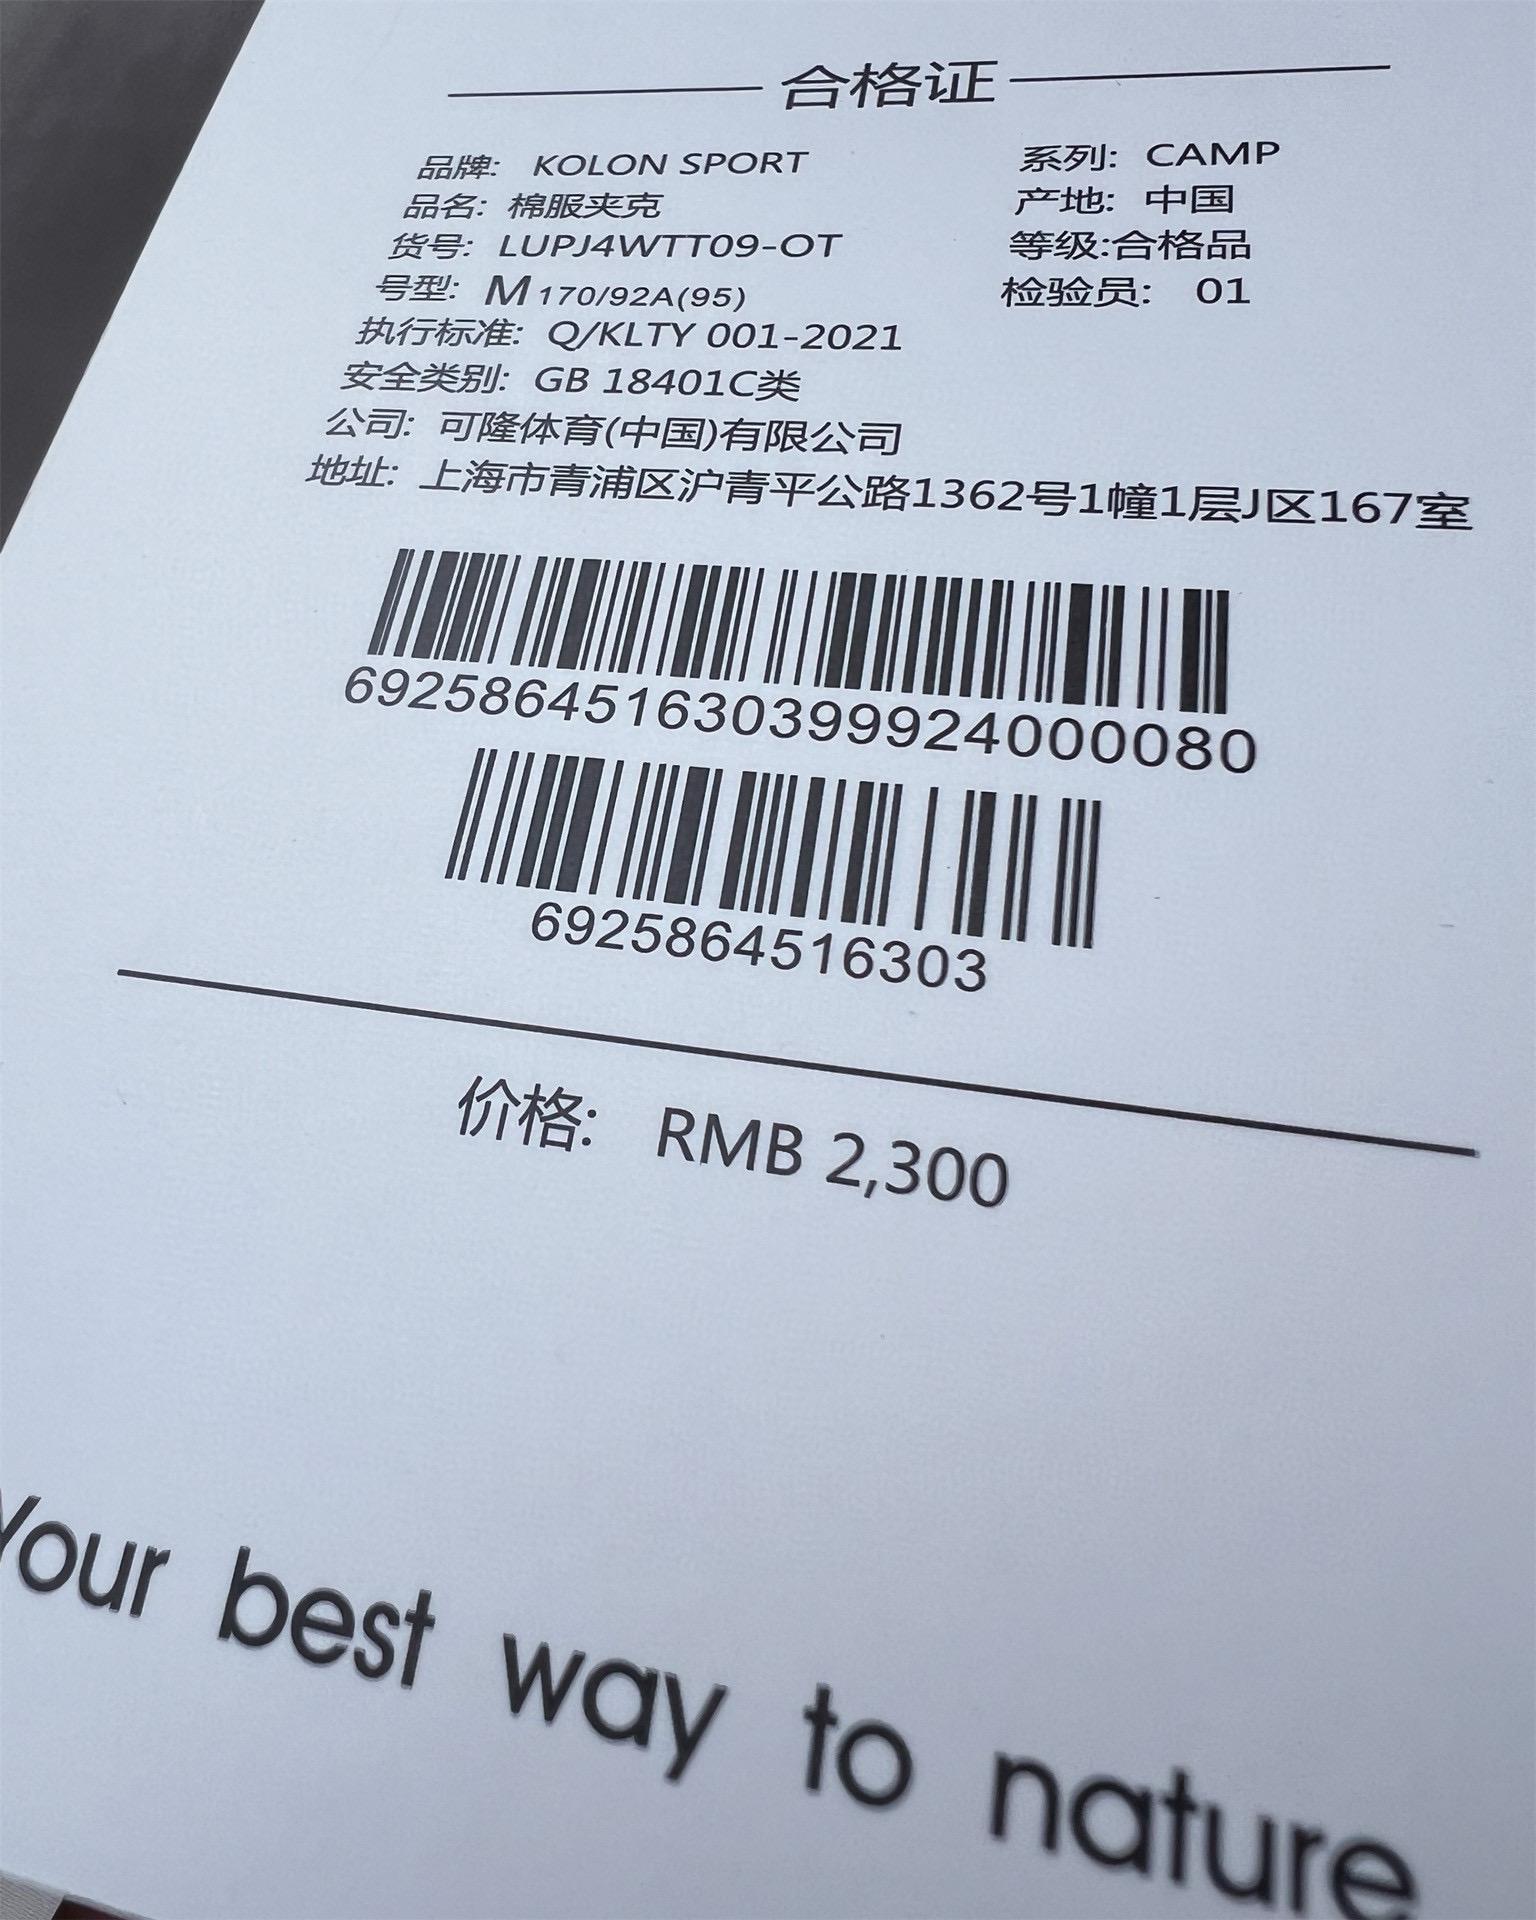 合格证
品牌: KOLON SPORT 系列: CAMP
品名: 棉服夹克 产地: 中国
货号: LUPJ4WTT09-OT 等级:合格品
号型: M 170/92A(95) 检验员: 01
执行标准: Q/KLTY 001-2021
安全类别: GB 18401C类
公司: 可隆体育(中国)有限公司
地址: 上海市青浦区沪青平公路1362号1幢1层J区167室
692586451630399924000080
6925864516303
价格: RMB 2,300
Your best way to nature